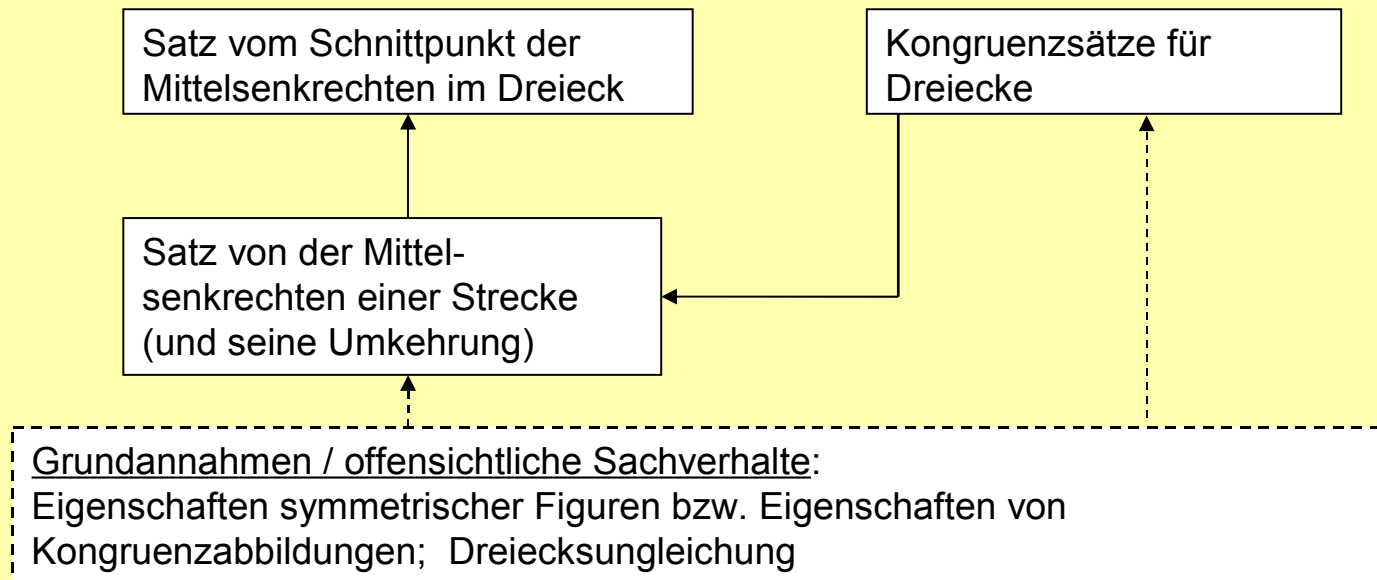 Satz vom Schnittpunkt der
Mittelsenkrechten im Dreieck
Kongruenzsätze für
Dreiecke
Satz von der Mittel-
senkrechten einer Strecke
(und seine Umkehrung)
Grundannahmen / offensichtliche Sachverhalte:
Eigenschaften symmetrischer Figuren bzw. Eigenschaften von
Kongruenzabbildungen;  Dreiecksungleichung